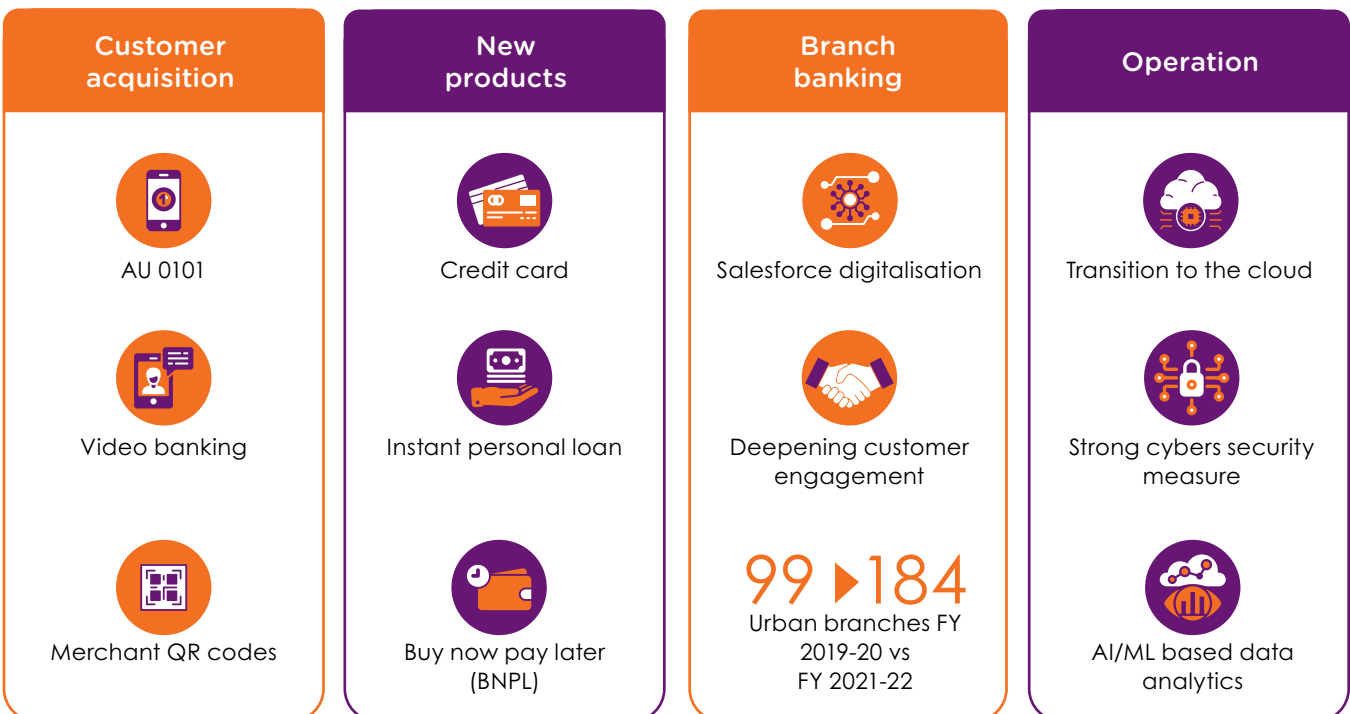 Customer
acquisition
AU 0101
Video banking
Merchant QR codes
New
products
Credit card
Instant personal loan
Buy now pay later
(BNPL)
Branch
banking
Salesforce digitalisation
Deepening customer
engagement
99 ▶ 184
Urban branches FY
2019-20 vs
FY 2021-22
Operation
Transition to the cloud
Strong cybers security
measure
AI/ML based data
analytics